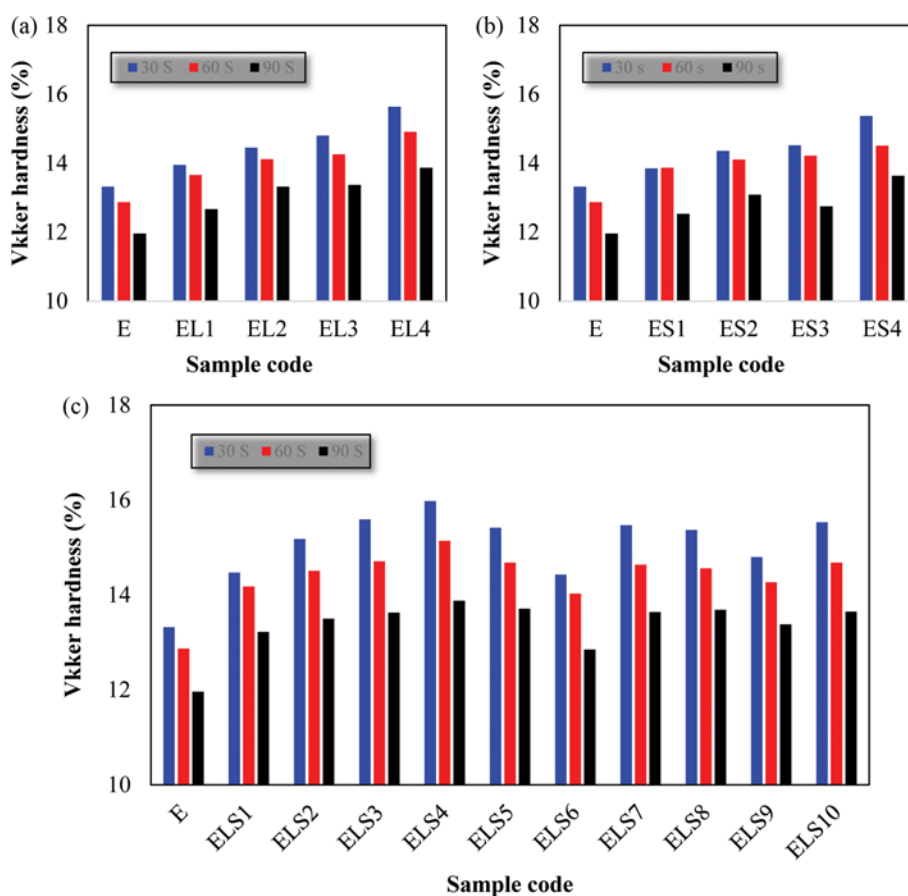 (a)
18
16
14
12
10
Vkker hardness (%)
30 S 60 S 90 S
E EL1 EL2 EL3 EL4
Sample code
(b)
18
16
14
12
10
Vkker hardness (%)
30 s 60 s 90 s
E ES1 ES2 ES3 ES4
Sample code
(c)
18
16
14
12
10
Vkker hardness (%)
30 S 60 S 90 S
E ELS1 ELS2 ELS3 ELS4 ELS5 ELS6 ELS7 ELS8 ELS9 ELS10
Sample code